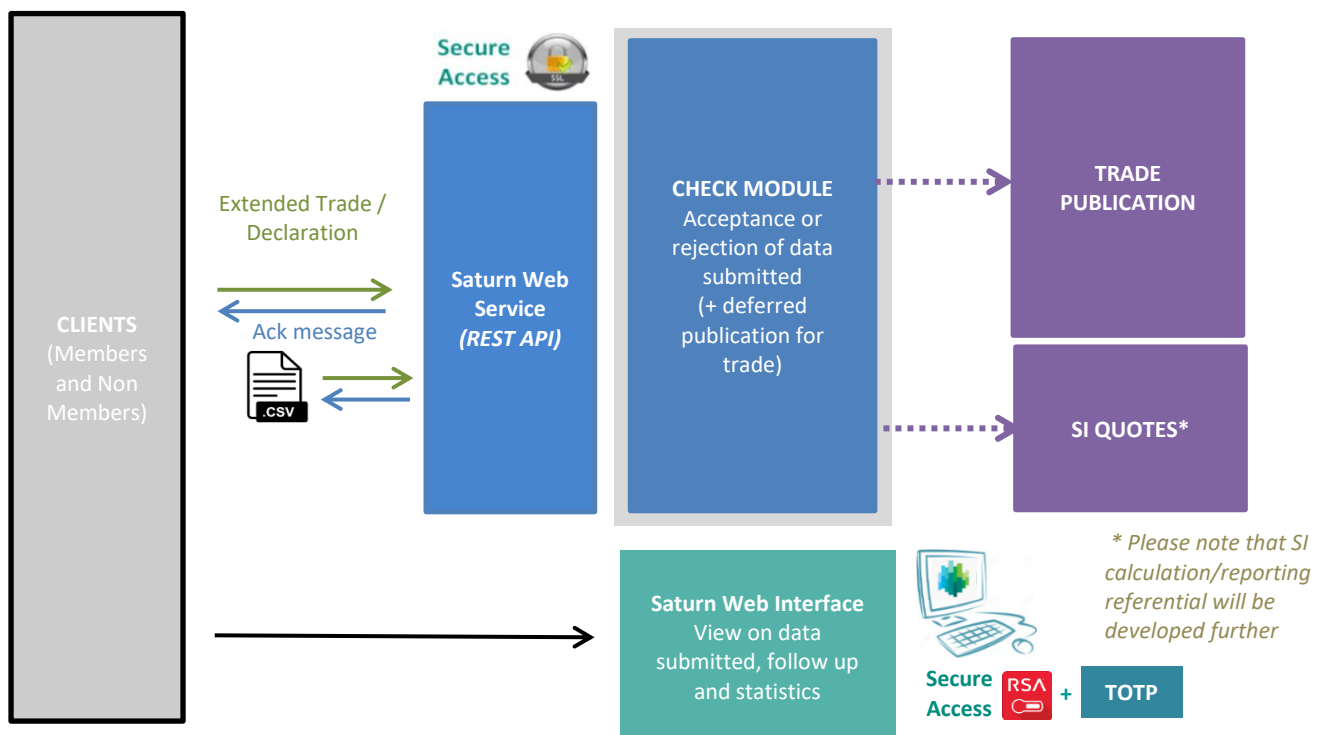 CLIENTS
(Members
and Non
Members)
Extended Trade /
Declaration
Ack message
.CSV
Secure
Access
SSL
Saturn Web
Service
(REST API)
CHECK MODULE
Acceptance or
rejection of data
submitted
(+ deferred
publication for
trade)
TRADE
PUBLICATION
SI QUOTES*
* Please note that SI
calculation/reporting
referential will be
developed further
Saturn Web Interface
View on data
submitted, follow up
and statistics
Secure
Access
RSA
+
TOTP